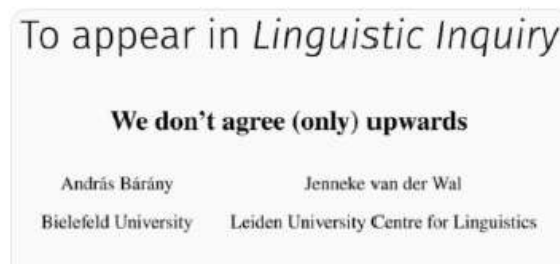 To appear in Linguistic Inquiry
We don't agree (only) upwards
András Bárány Jenneke van der Wal
Bielefeld University Leiden University Centre for Linguistics